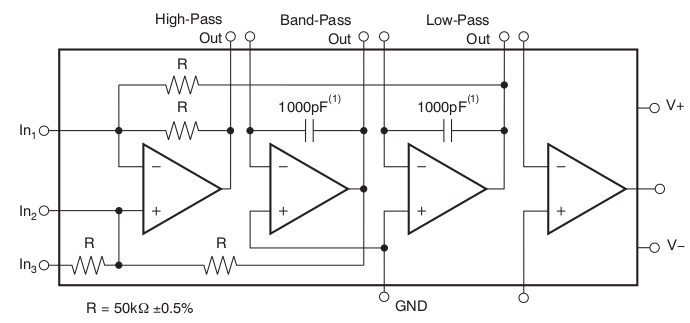 High-Pass Out
Band-Pass Out
Low-Pass Out
R
R
1000pF(1)
1000pF(1)
V+
In1
−
−
−
−
In2
+
+
+
+
R
R
V−
In3
GND
R = 50kΩ ±0.5%